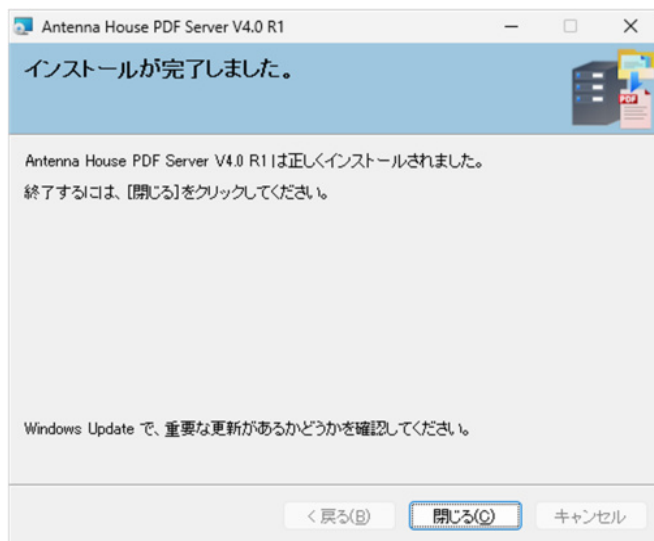 Antenna House PDF Server V4.0 R1
インストールが完了しました。
PDF
Antenna House PDF Server V4.0 R1 は正しくインストールされました。
終了するには、[閉じる]をクリックしてください。
Windows Update で、重要な更新があるかどうかを確認してください。
< 戻る(B)
閉じる(C)
キャンセル